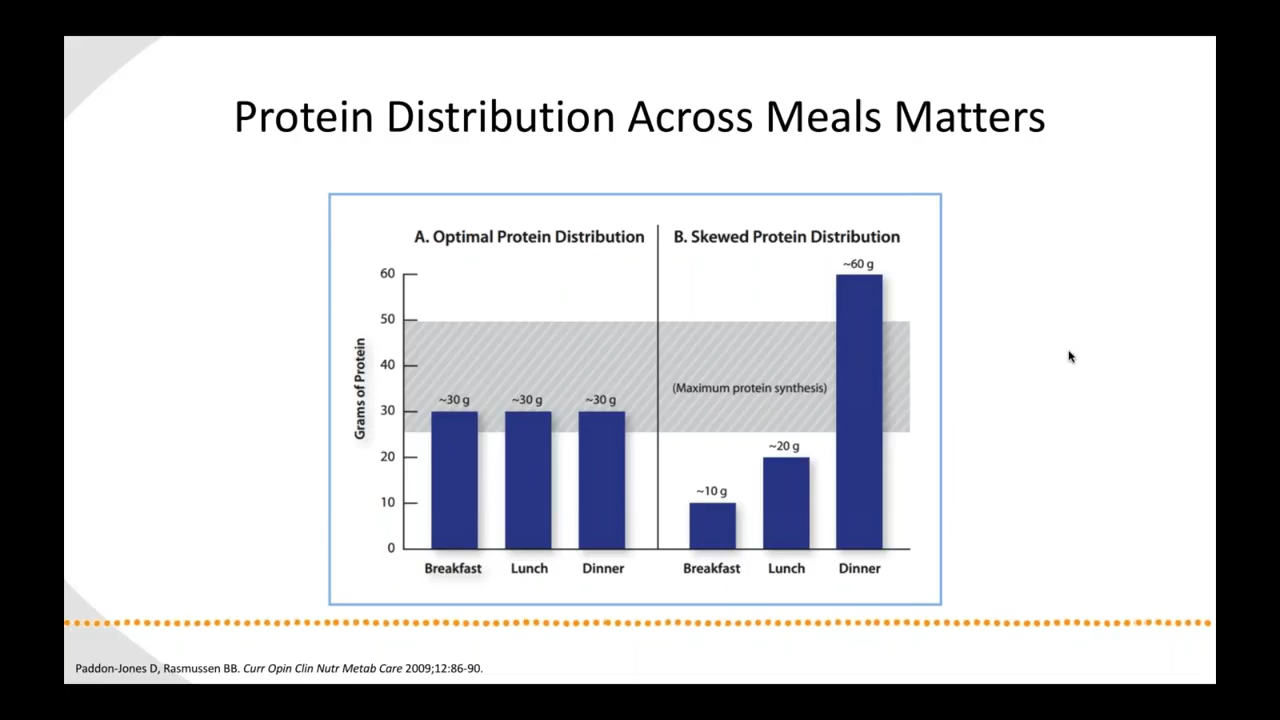 Protein Distribution Across Meals Matters
A. Optimal Protein Distribution
B. Skewed Protein Distribution
Grams of Protein
60
50
40
30
20
10
0
~30 g
~30 g
~30 g
Breakfast
Lunch
Dinner
(Maximum protein synthesis)
~10 g
~20 g
~60 g
Breakfast
Lunch
Dinner
Paddon-Jones D, Rasmussen BB. Curr Opin Clin Nutr Metab Care 2009;12:86-90.